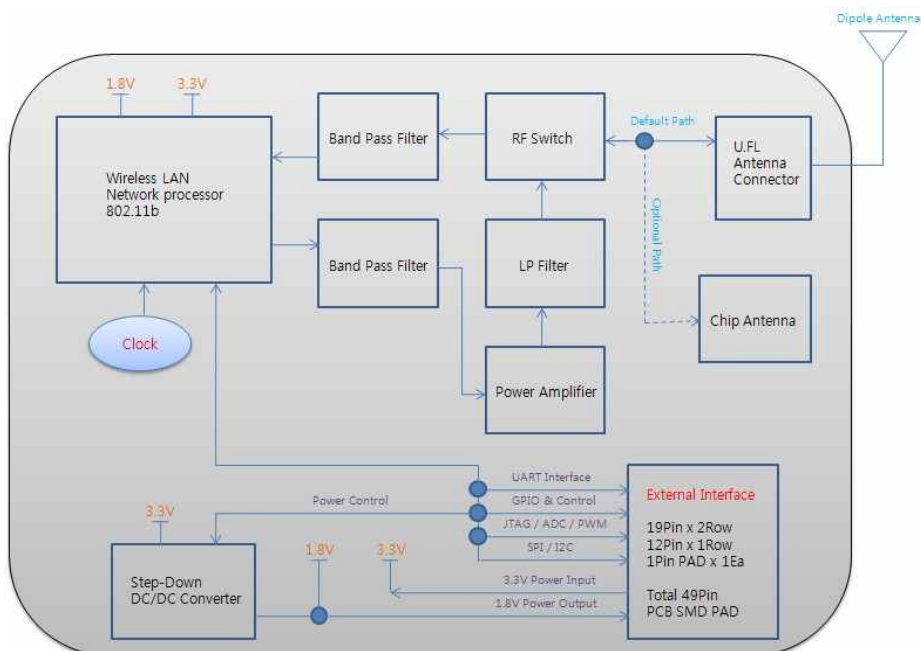 Dipole Antenna
1.8V
3.3V
Wireless LAN
Network processor
802.11b
Band Pass Filter
RF Switch
Default Path
U.FL
Antenna
Connector
Optional Path
Band Pass Filter
LP Filter
Chip Antenna
Clock
Power Amplifier
UART Interface
GPIO & Control
JTAG / ADC / PWM
SPI / I2C
Power Control
External Interface
19Pin x 2Row
12Pin x 1Row
1Pin PAD x 1Ea
Total 49Pin
PCB SMD PAD
3.3V
1.8V
3.3V
3.3V Power Input
1.8V Power Output
Step-Down
DC/DC Converter